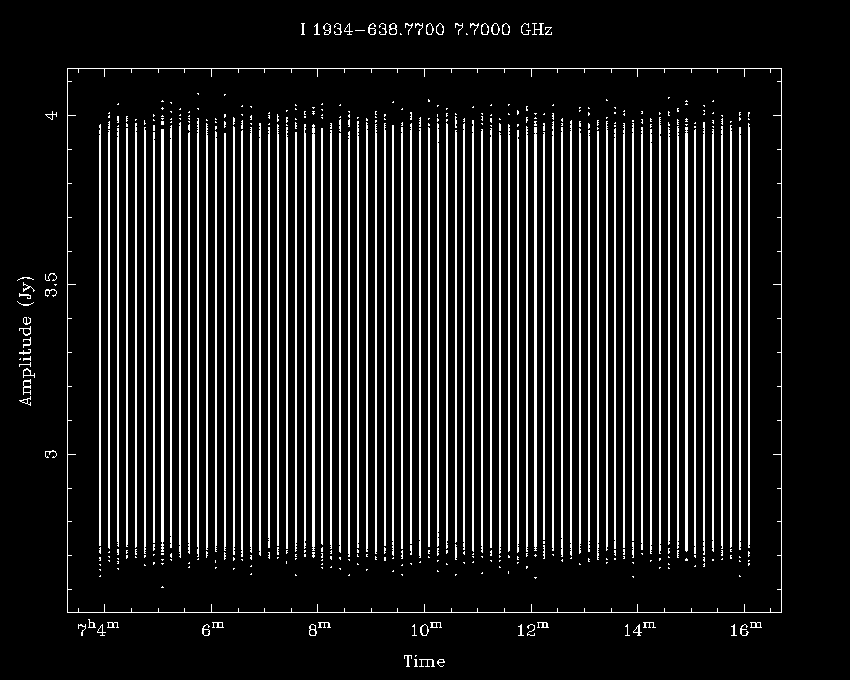 I 1934−638.7700 7.7000 GHz
4
3.5
3
Amplitude (Jy)
7ʰ4ᵐ 6ᵐ 8ᵐ 10ᵐ 12ᵐ 14ᵐ 16ᵐ
Time